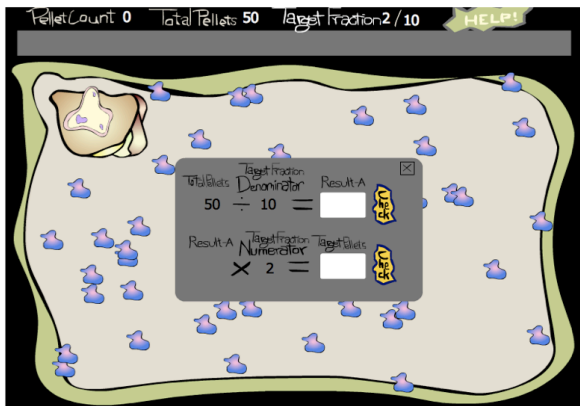 Pellet Count 0 Total Pellets 50 Target Fraction 2/10 HELP!
Total Pellets Target Fraction Denominator Result-A
50 ÷ 10 = Check
Result-A Target Fraction Numerator Target Pellets
× 2 = Check